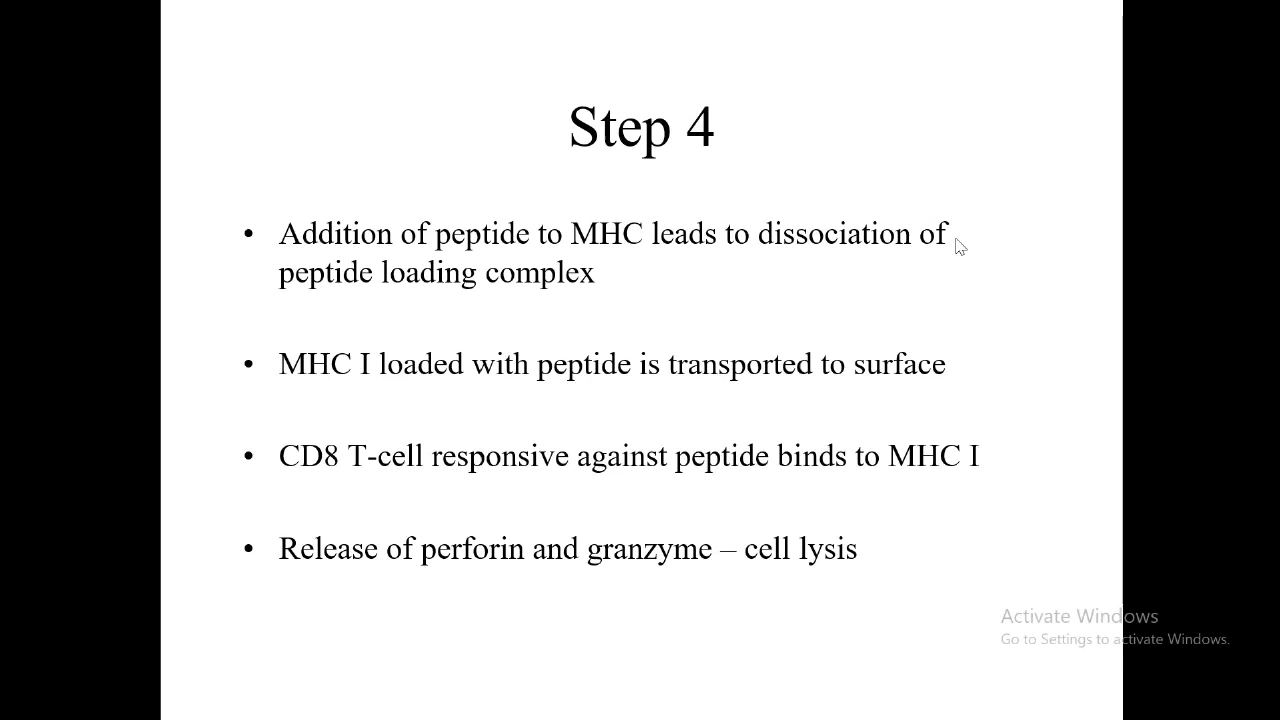 Step 4
• Addition of peptide to MHC leads to dissociation of
peptide loading complex
• MHC I loaded with peptide is transported to surface
• CD8 T-cell responsive against peptide binds to MHC I
• Release of perforin and granzyme – cell lysis
Activate Windows
Go to Settings to activate Windows.